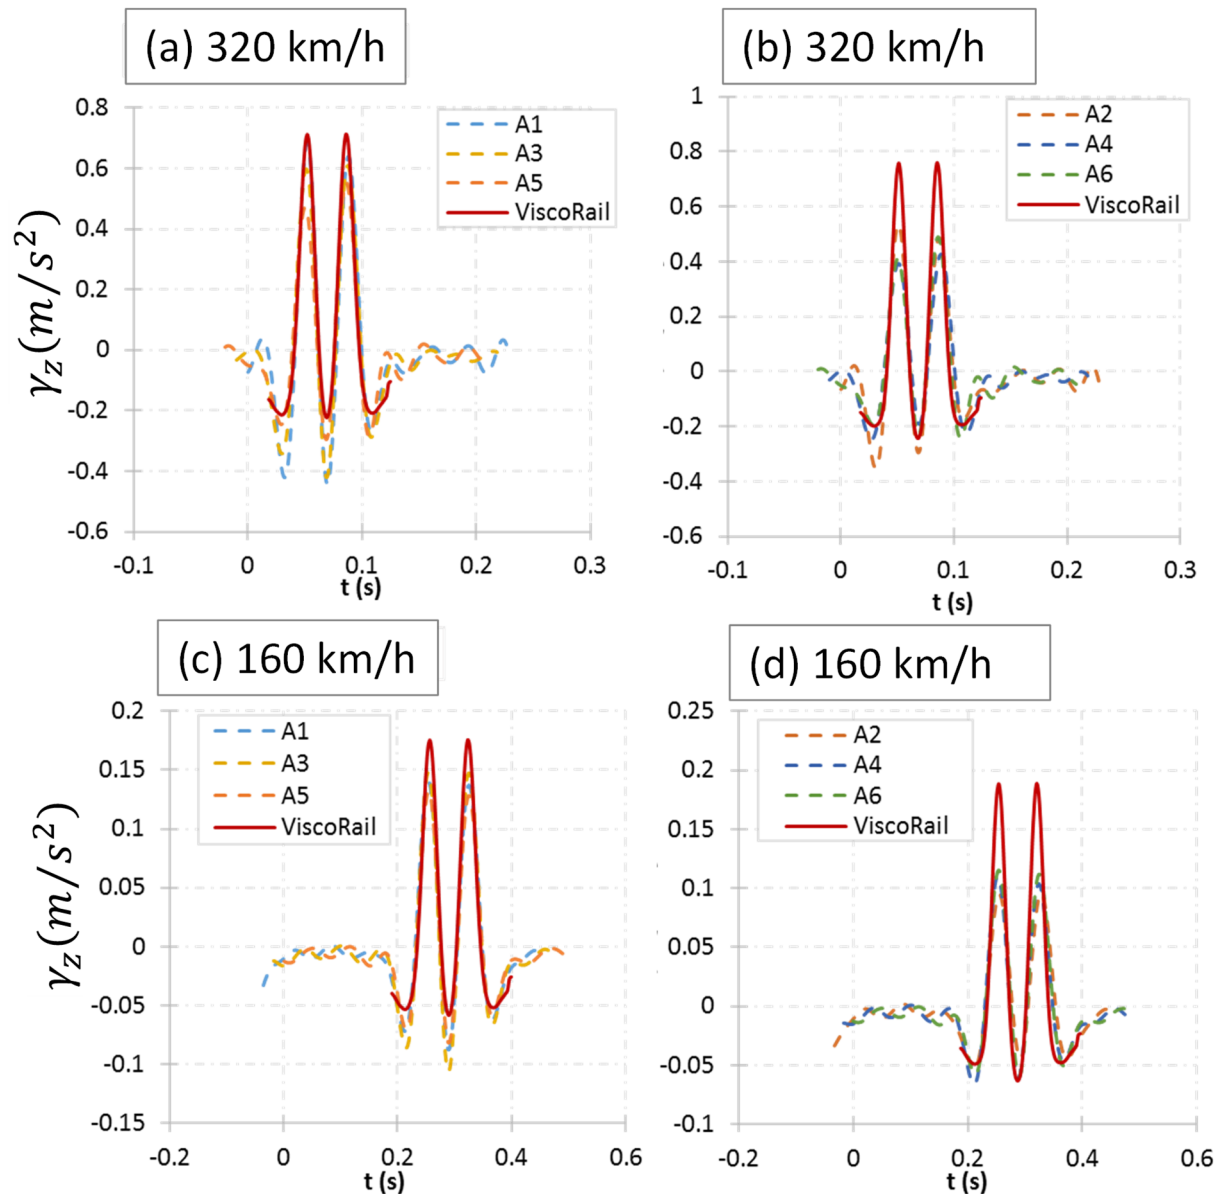 (a) 320 km/h
γz(m/s²)
0.8
0.6
0.4
0.2
0
-0.2
-0.4
-0.6
-0.1
0
0.1
0.2
0.3
t (s)
A1
A3
A5
ViscoRail
(b) 320 km/h
1
0.8
0.6
0.4
0.2
0
-0.2
-0.4
-0.6
-0.1
0
0.1
0.2
0.3
t (s)
A2
A4
A6
ViscoRail
(c) 160 km/h
γz(m/s²)
0.2
0.15
0.1
0.05
0
-0.05
-0.1
-0.15
-0.2
0
0.2
0.4
0.6
t (s)
A1
A3
A5
ViscoRail
(d) 160 km/h
0.25
0.2
0.15
0.1
0.05
0
-0.05
-0.1
-0.2
0
0.2
0.4
0.6
t (s)
A2
A4
A6
ViscoRail